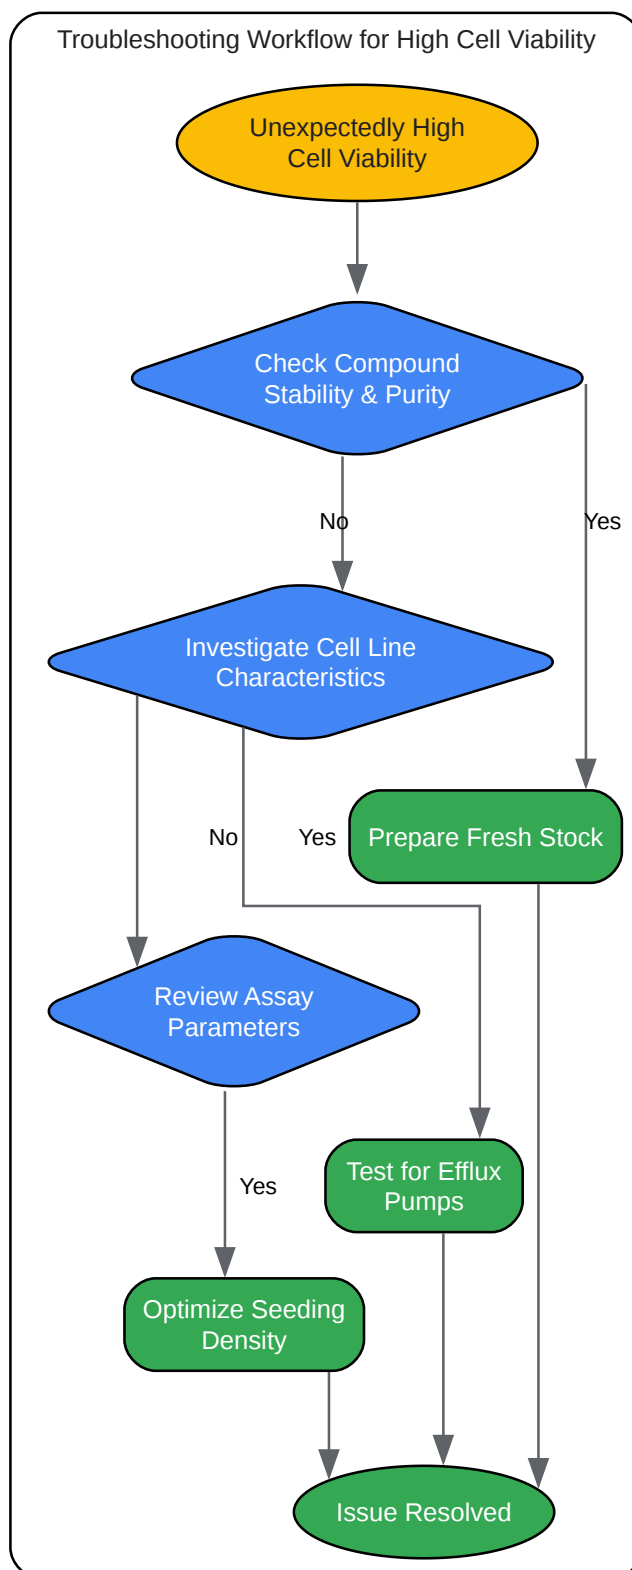 Troubleshooting Workflow for High Cell Viability
Unexpectedly High
Cell Viability
Check Compound
Stability & Purity
No
Yes
Investigate Cell Line
Characteristics
No
Yes
Prepare Fresh Stock
Review Assay
Parameters
Yes
Test for Efflux
Pumps
Optimize Seeding
Density
Issue Resolved